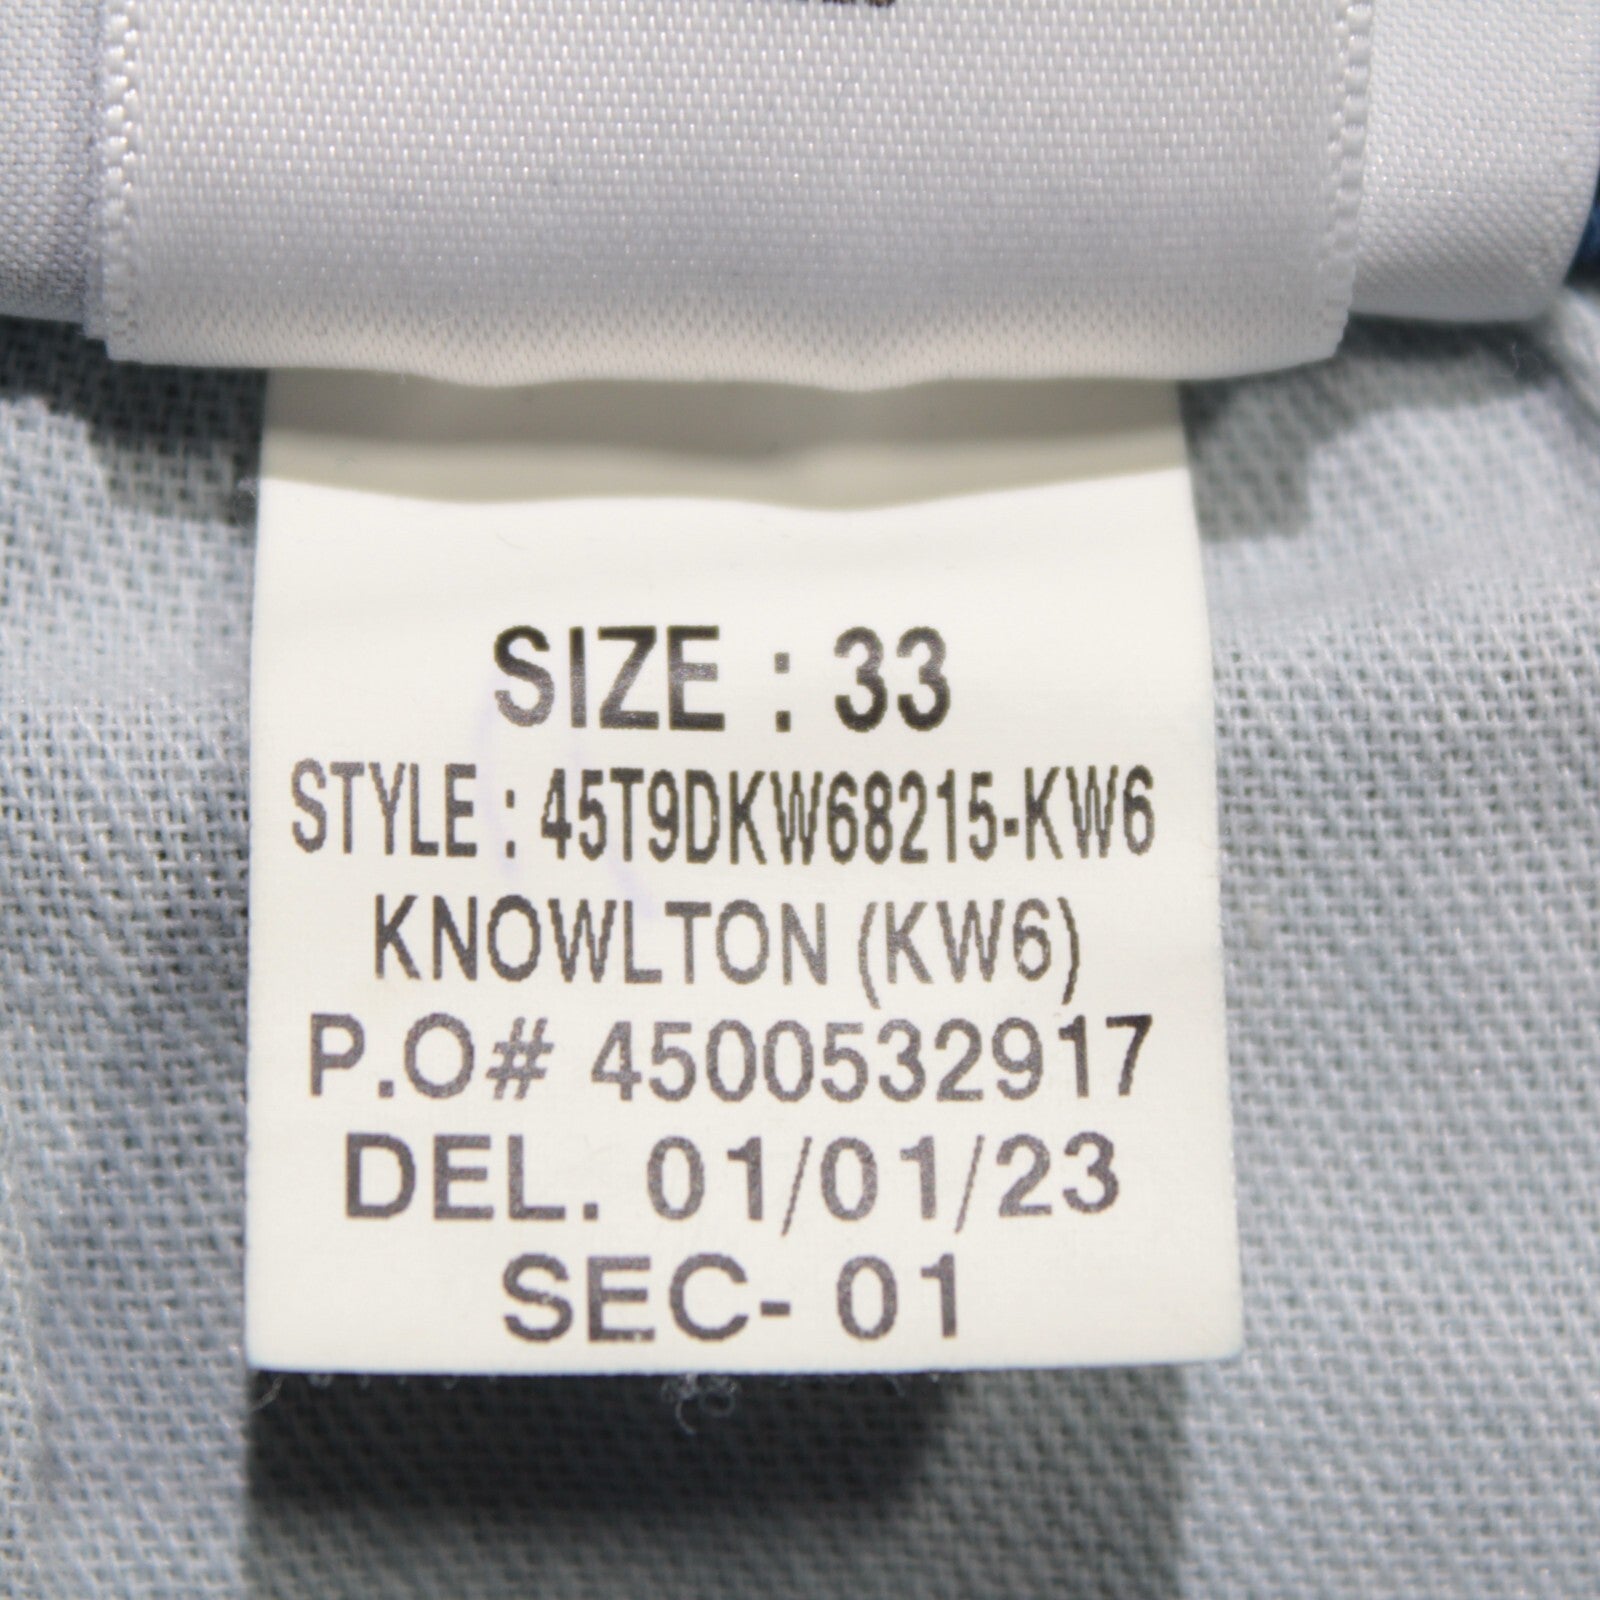 SIZE : 33
STYLE : 45T9DKW68215-KW6
KNOWLTON (KW6)
P.O# 4500532917
DEL. 01/01/23
SEC- 01